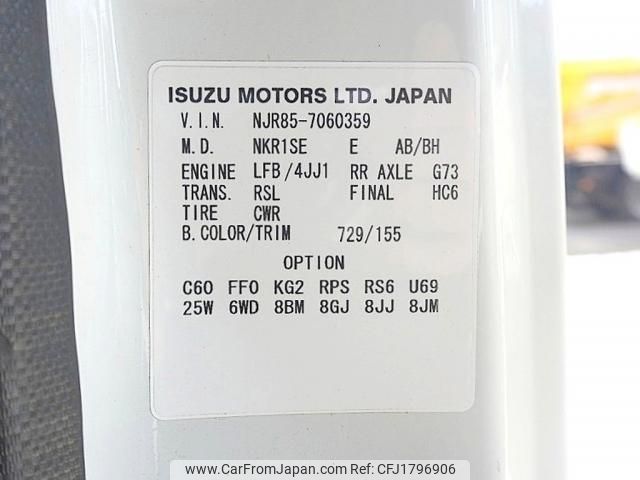 ISUZU MOTORS LTD. JAPAN
V.I.N. NJR85-7060359
M.D. NKR1SE E AB/BH
ENGINE LFB/4JJ1 RR AXLE G73
TRANS. RSL FINAL HC6
TIRE CWR
B.COLOR/TRIM 729/155
OPTION
C60 FF0 KG2 RPS RS6 U69
25W 6WD 8BM 8GJ 8JJ 8JM
www.CarFromJapan.com - CarFromJapan ID: CFJ1796906